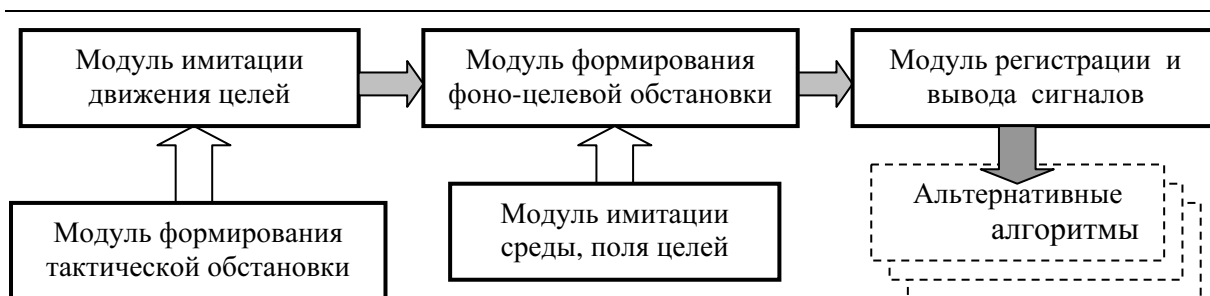 Модуль имитации
движения целей
Модуль формирования
фоно-целевой обстановки
Модуль регистрации и
вывода сигналов
Модуль формирования
тактической обстановки
Модуль имитации
среды, поля целей
Альтернативные
алгоритмы